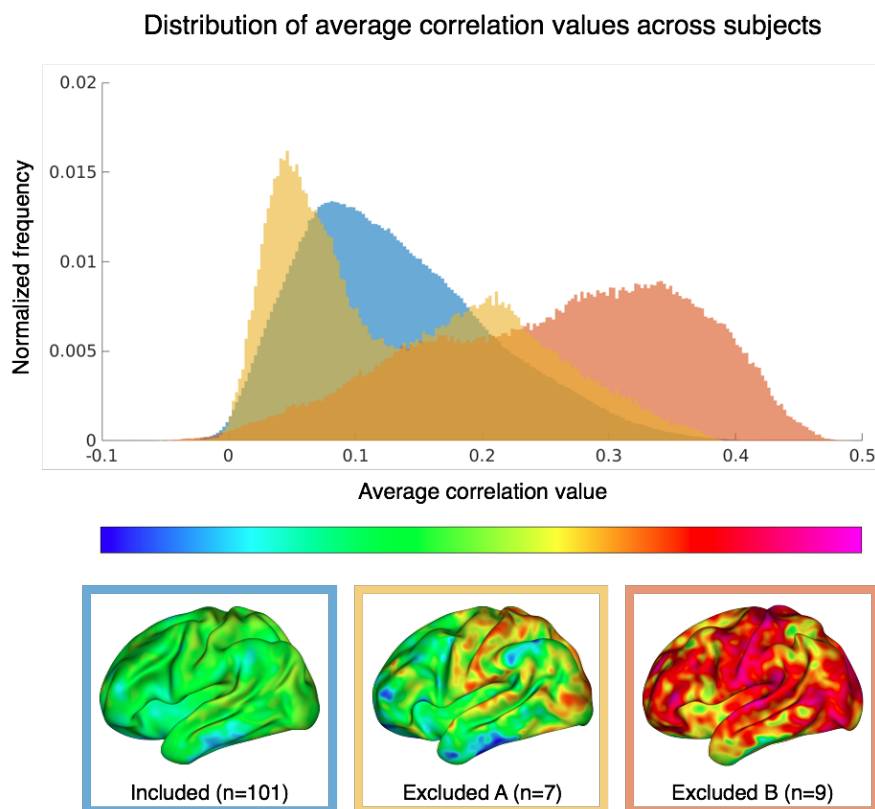 Distribution of average correlation values across subjects
0.02
0.015
0.01
0.005
0
Normalized frequency
-0.1 0 0.1 0.2 0.3 0.4 0.5
Average correlation value
Included (n=101) Excluded A (n=7) Excluded B (n=9)